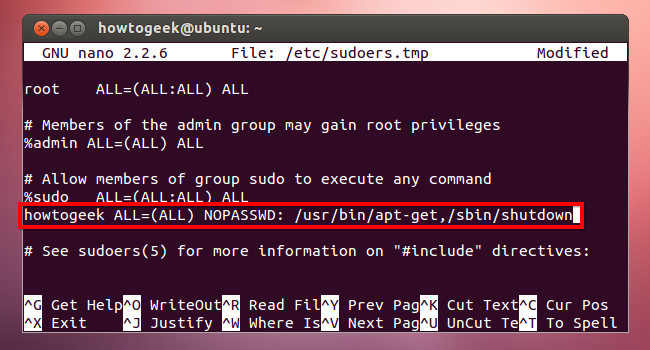 howtogeek@ubuntu: ~
GNU nano 2.2.6 File: /etc/sudoers.tmp Modified
root ALL=(ALL:ALL) ALL
# Members of the admin group may gain root privileges
%admin ALL=(ALL) ALL
# Allow members of group sudo to execute any command
%sudo ALL=(ALL:ALL) ALL
howtogeek ALL=(ALL) NOPASSWD: /usr/bin/apt-get,/sbin/shutdown
# See sudoers(5) for more information on "#include" directives:
^G Get Help^O WriteOut^R Read Fil^Y Prev Pag^K Cut Text^C Cur Pos
^X Exit ^J Justify ^W Where Is^V Next Pag^U UnCut Te^T To Spell